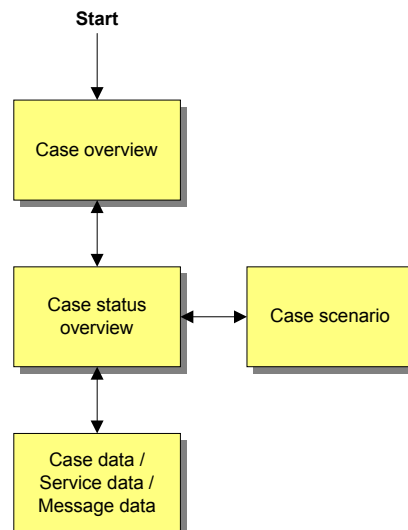 Start
Case overview
Case status
overview
Case scenario
Case data /
Service data /
Message data